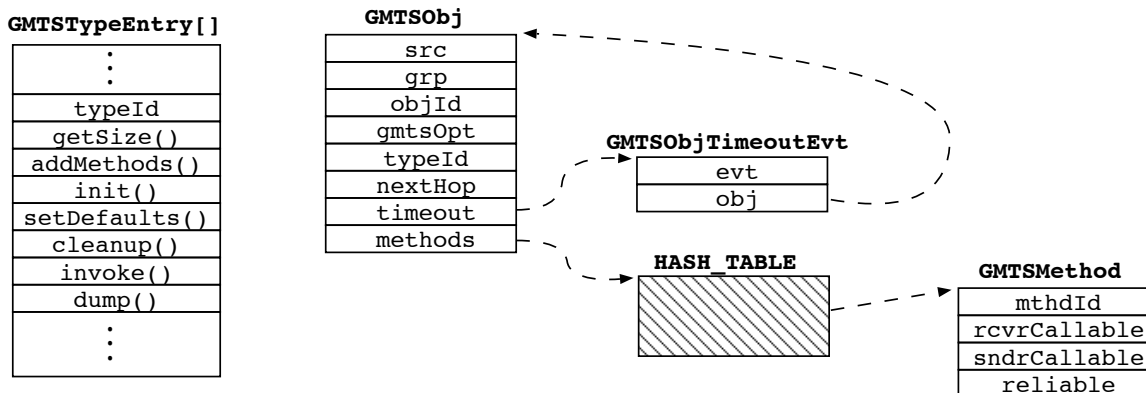 GMTSTypeEntry[]
typeId
getSize()
addMethods()
init()
setDefaults()
cleanup()
invoke()
dump()
GMTSObj
src
grp
objId
gmtsOpt
typeId
nextHop
timeout
methods
GMTSObjTimeoutEvt
evt
obj
HASH_TABLE
GMTSMethod
mthdId
rcvrCallable
sndrCallable
reliable